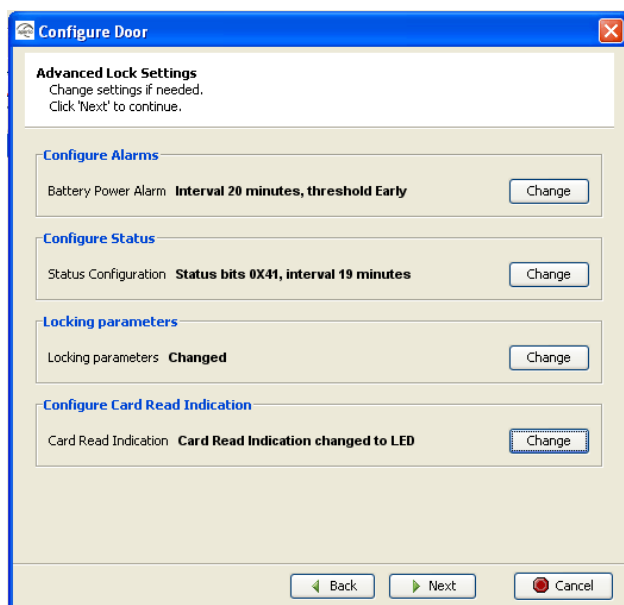 Configure Door
Advanced Lock Settings
Change settings if needed.
Click 'Next' to continue.
Configure Alarms
Battery Power Alarm Interval 20 minutes, threshold Early Change
Configure Status
Status Configuration Status bits 0X41, interval 19 minutes Change
Locking parameters
Locking parameters Changed Change
Configure Card Read Indication
Card Read Indication Card Read Indication changed to LED Change
Back Next Cancel